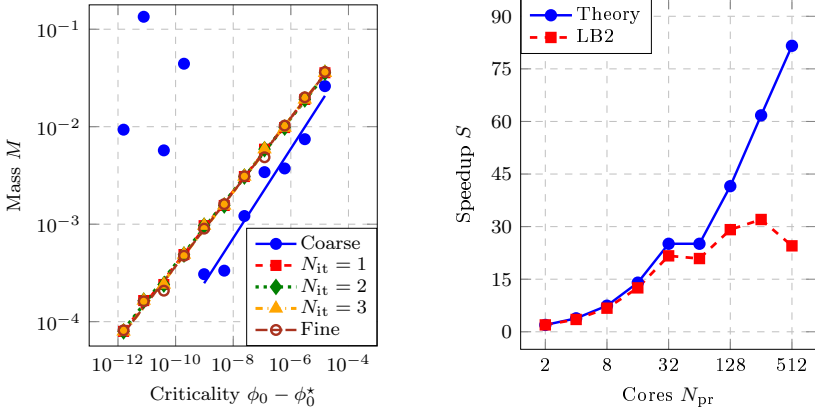 10⁻¹
10⁻²
10⁻³
10⁻⁴
Mass M
Coarse
N_it = 1
N_it = 2
N_it = 3
Fine
10⁻¹² 10⁻¹⁰ 10⁻⁸ 10⁻⁶ 10⁻⁴
Criticality ϕ₀ − ϕ₀⋆
Theory
LB2
90
75
60
45
30
15
0
Speedup S
2 8 32 128 512
Cores N_pr